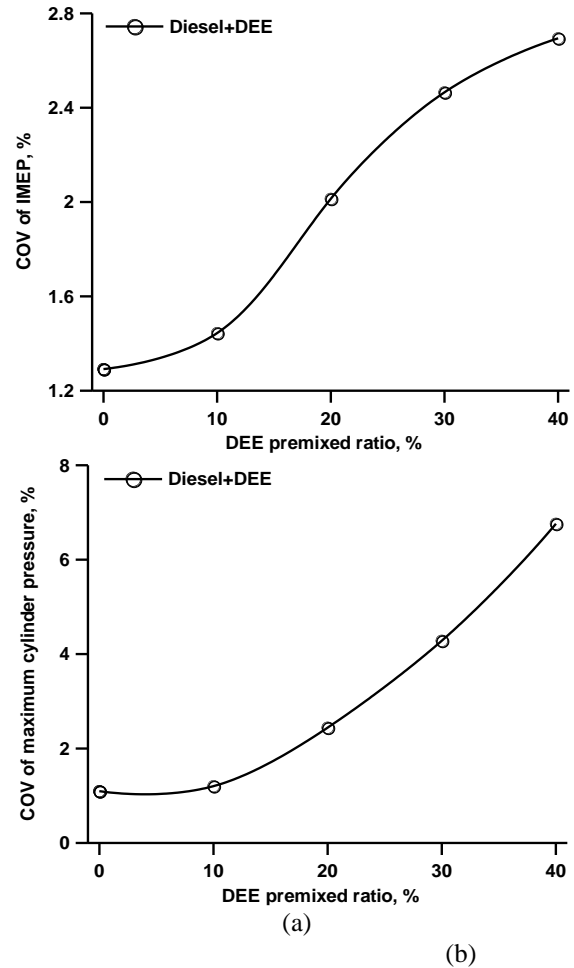 2.8
Diesel+DEE
2.4
2
1.6
1.2
COV of IMEP, %
0 10 20 30 40
DEE premixed ratio, %
8
Diesel+DEE
6
4
2
0
COV of maximum cylinder pressure, %
0 10 20 30 40
DEE premixed ratio, %
(a)
(b)